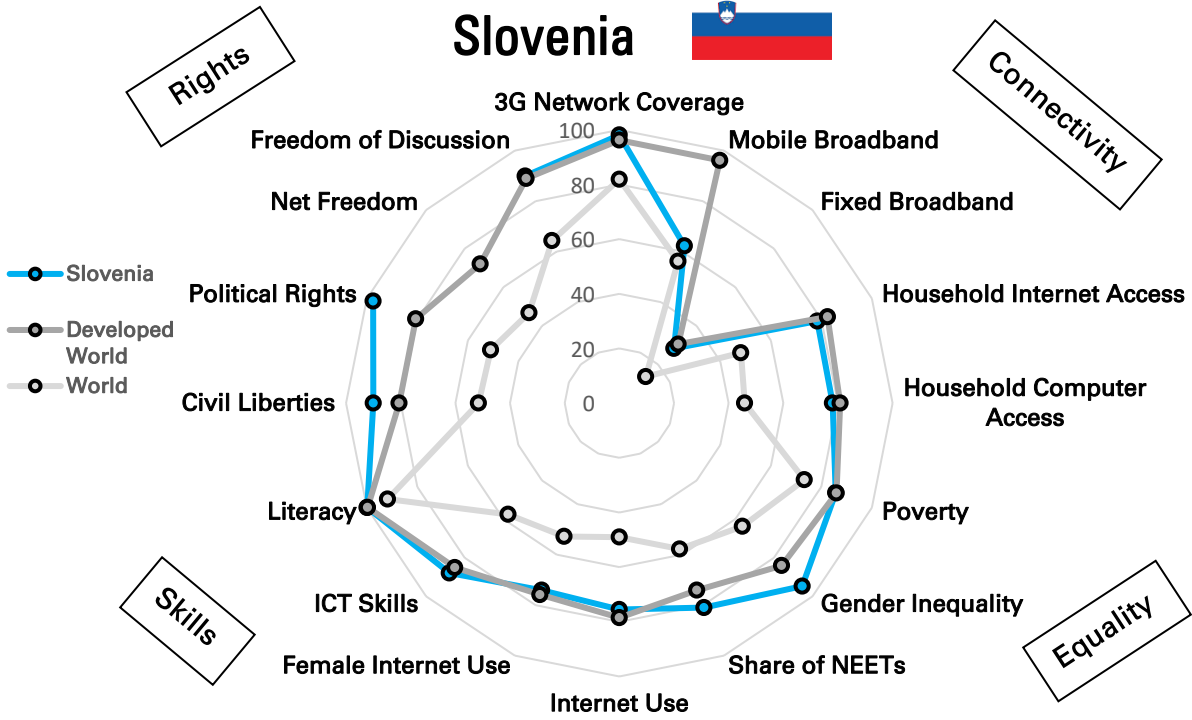 Slovenia
Rights
Connectivity
3G Network Coverage
Freedom of Discussion
100
Mobile Broadband
Net Freedom
80
Fixed Broadband
60
Slovenia
Political Rights
40
Household Internet Access
Developed
World
20
World
Civil Liberties
0
Household Computer
Access
Literacy
Poverty
ICT Skills
Gender Inequality
Skills
Equality
Female Internet Use
Share of NEETs
Internet Use